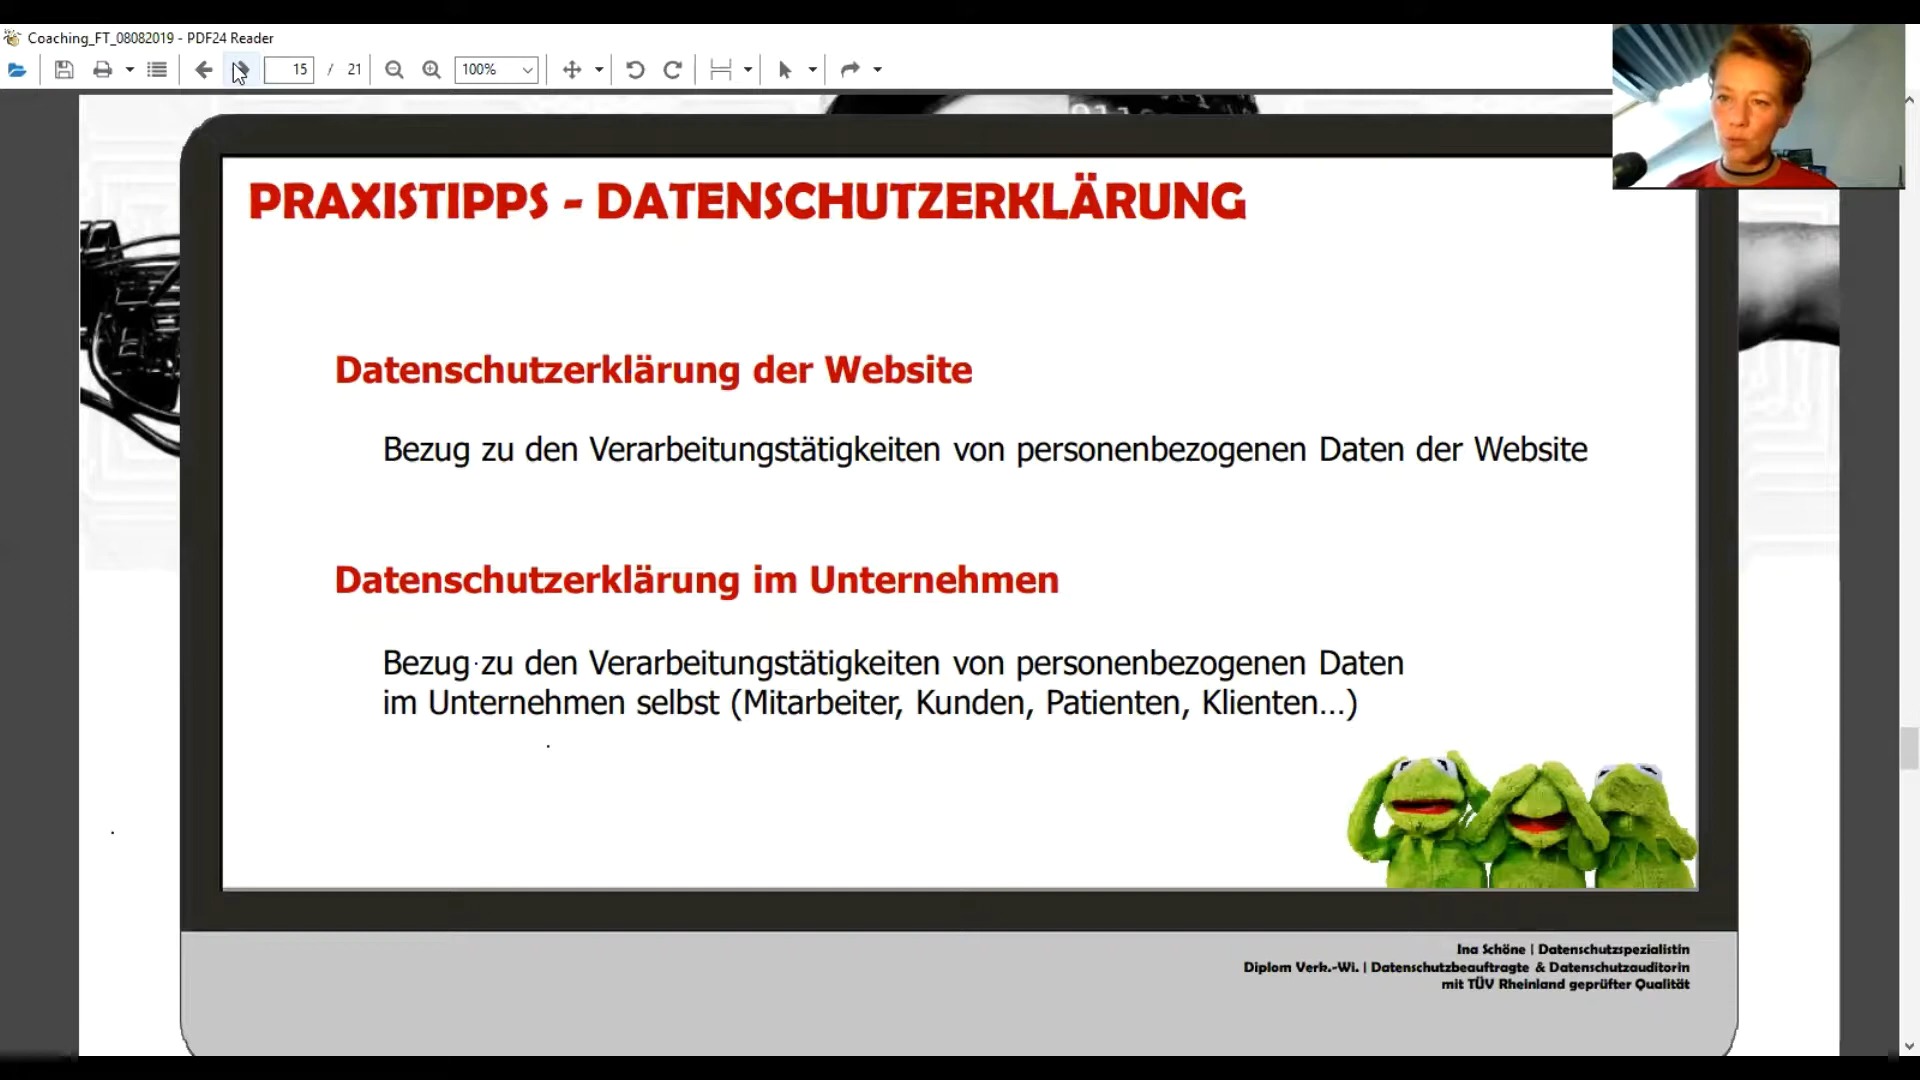 Coaching_FT_08082019 - PDF24 Reader
15 / 21 100%
PRAXISTIPPS - DATENSCHUTZERKLÄRUNG
Datenschutzerklärung der Website
Bezug zu den Verarbeitungstätigkeiten von personenbezogenen Daten der Website
Datenschutzerklärung im Unternehmen
Bezug zu den Verarbeitungstätigkeiten von personenbezogenen Daten
im Unternehmen selbst (Mitarbeiter, Kunden, Patienten, Klienten...)
Ina Schöne | Datenschutzspezialistin
Diplom Verk.-Wi. | Datenschutzbeauftragte & Datenschutzauditorin
mit TÜV Rheinland geprüfter Qualität